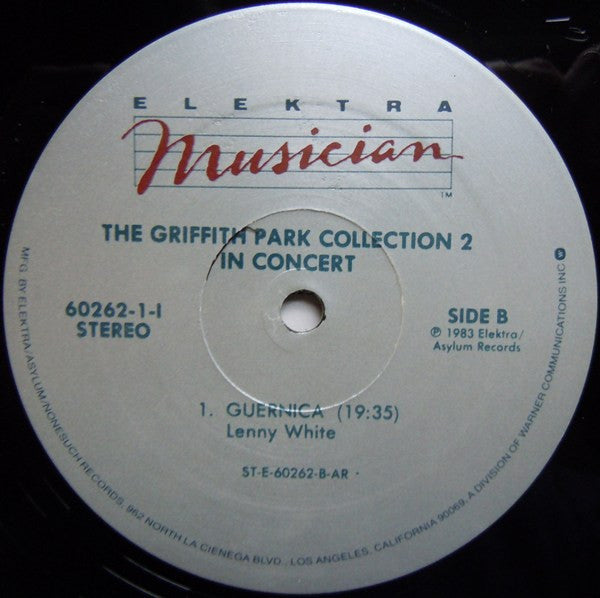 ELEKTRA
Musician
TM
THE GRIFFITH PARK COLLECTION 2
IN CONCERT
60262-1-I
STEREO
SIDE B
℗ 1983 Elektra/
Asylum Records
1. GUERNICA (19:35)
Lenny White
ST-E-60262-B-AR
MFG BY ELEKTRA/ASYLUM/NONESUCH RECORDS, 962 NORTH LA CIENEGA BLVD., LOS ANGELES, CALIFORNIA 90069. A DIVISION OF WARNER COMMUNICATIONS INC